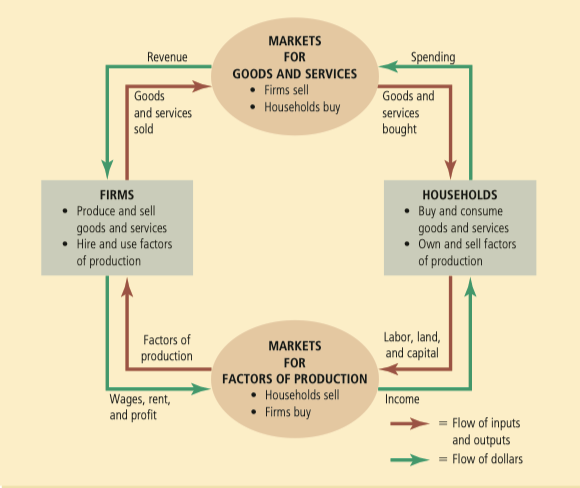 MARKETS
FOR
GOODS AND SERVICES
• Firms sell
• Households buy
Revenue
Spending
Goods
and services
sold
Goods and
services
bought
FIRMS
• Produce and sell
goods and services
• Hire and use factors
of production
HOUSEHOLDS
• Buy and consume
goods and services
• Own and sell factors
of production
Factors of
production
Labor, land,
and capital
MARKETS
FOR
FACTORS OF PRODUCTION
• Households sell
• Firms buy
Wages, rent,
and profit
Income
= Flow of inputs
and outputs
= Flow of dollars